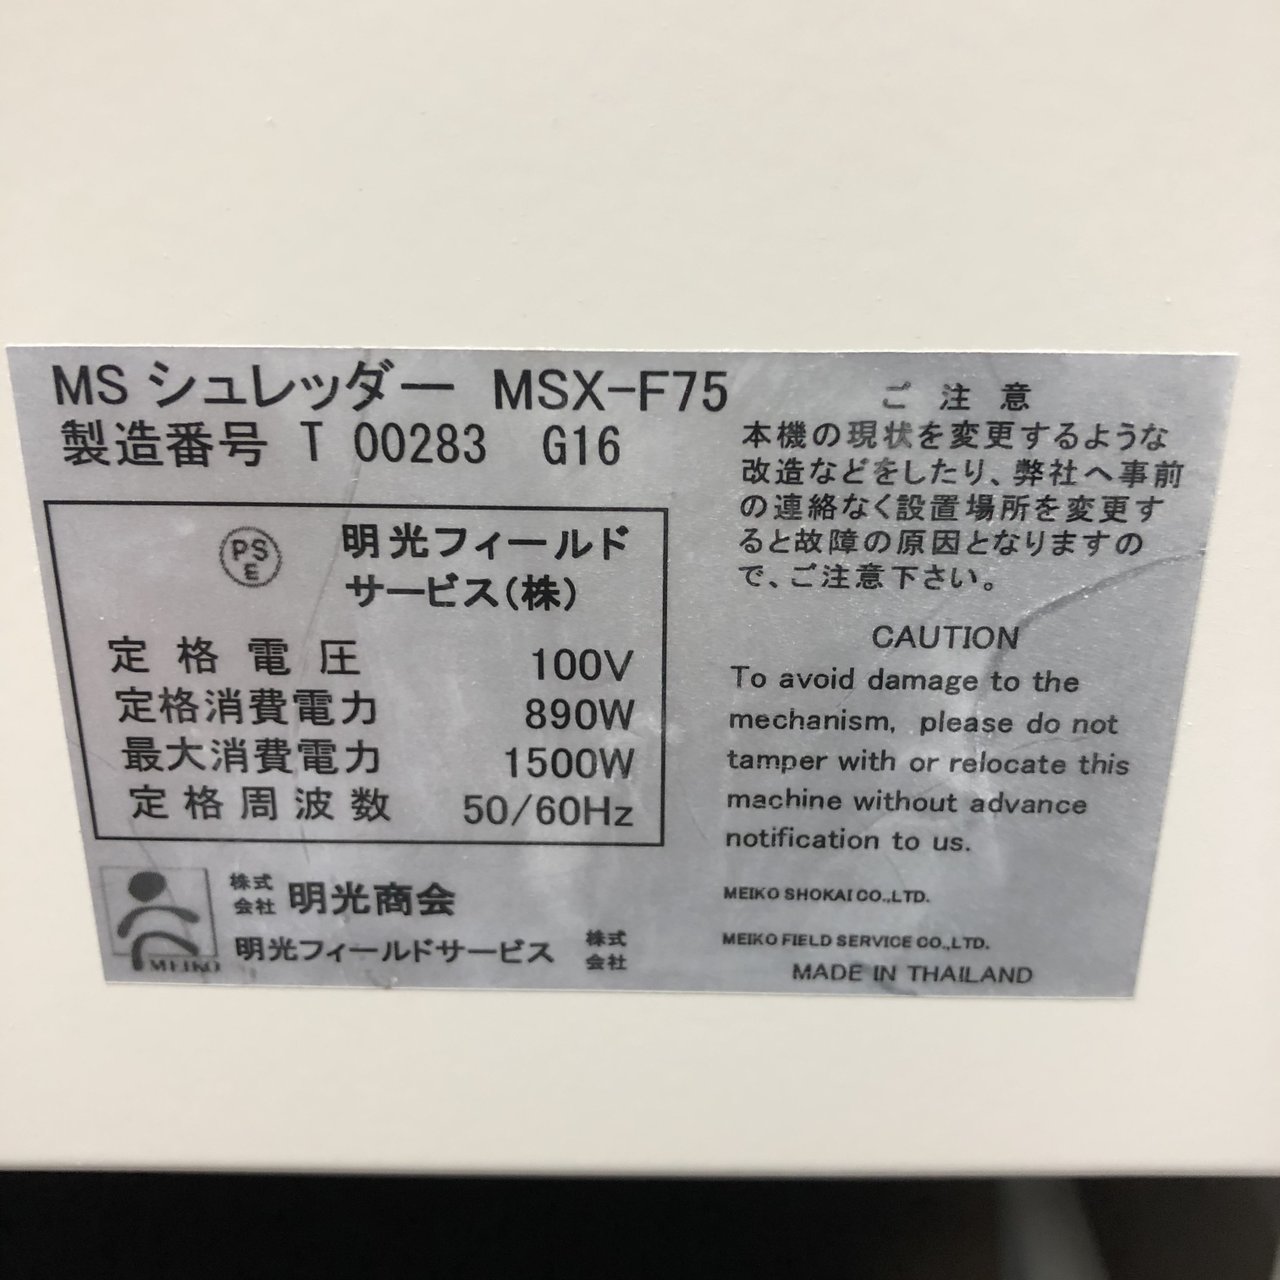 MS シュレッダー MSX-F75
製造番号 T 00283 G16
PS
E
明光フィールド
サービス(株)
定格電圧 100V
定格消費電力 890W
最大消費電力 1500W
定格周波数 50/60Hz
MEIKO
株式
会社 明光商会
明光フィールドサービス 株式
会社
ご注意
本機の現状を変更するような
改造などをしたり、弊社へ事前
の連絡なく設置場所を変更す
ると故障の原因となりますの
で、ご注意下さい。
CAUTION
To avoid damage to the
mechanism, please do not
tamper with or relocate this
machine without advance
notification to us.
MEIKO SHOKAI CO.,LTD.
MEIKO FIELD SERVICE CO.,LTD.
MADE IN THAILAND